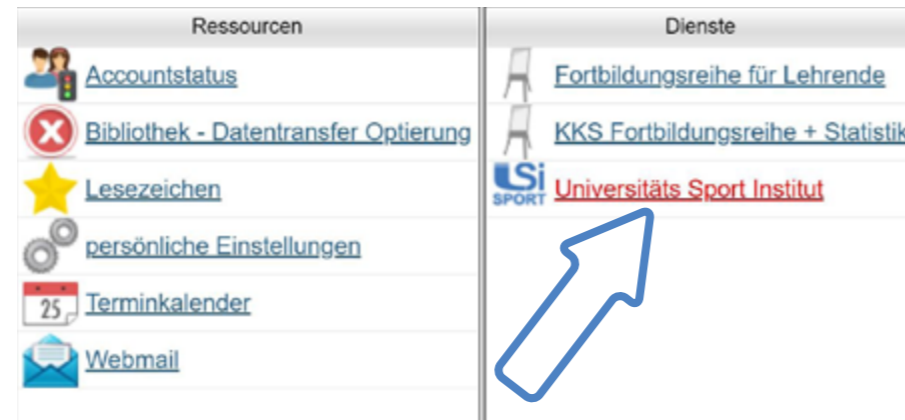 Ressourcen
Accountstatus
Bibliothek - Datentransfer Optierung
Lesezeichen
persönliche Einstellungen
25
Terminkalender
Webmail
Dienste
Fortbildungsreihe für Lehrende
KKS Fortbildungsreihe + Statistik
USi
SPORT
Universitäts Sport Institut